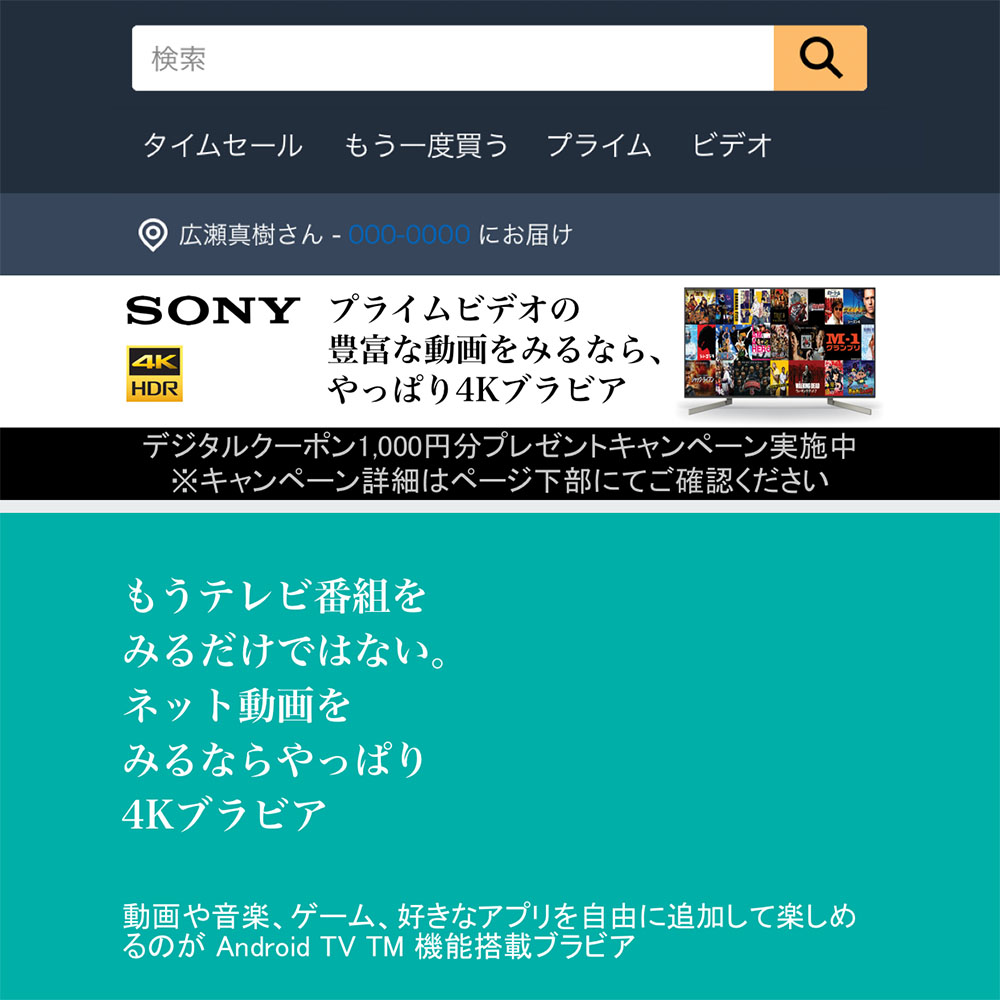 検索
タイムセール もう一度買う プライム ビデオ
広瀬真樹さん - 000-0000 にお届け
SONY
4K
HDR
プライムビデオの
豊富な動画をみるなら、
やっぱり4Kブラビア
M-1
グランプリ
WALKING DEAD
デジタルクーポン1,000円分プレゼントキャンペーン実施中
※キャンペーン詳細はページ下部にてご確認ください
もうテレビ番組を
みるだけではない。
ネット動画を
みるならやっぱり
4Kブラビア
動画や音楽、ゲーム、好きなアプリを自由に追加して楽しめ
るのが Android TV TM 機能搭載ブラビア